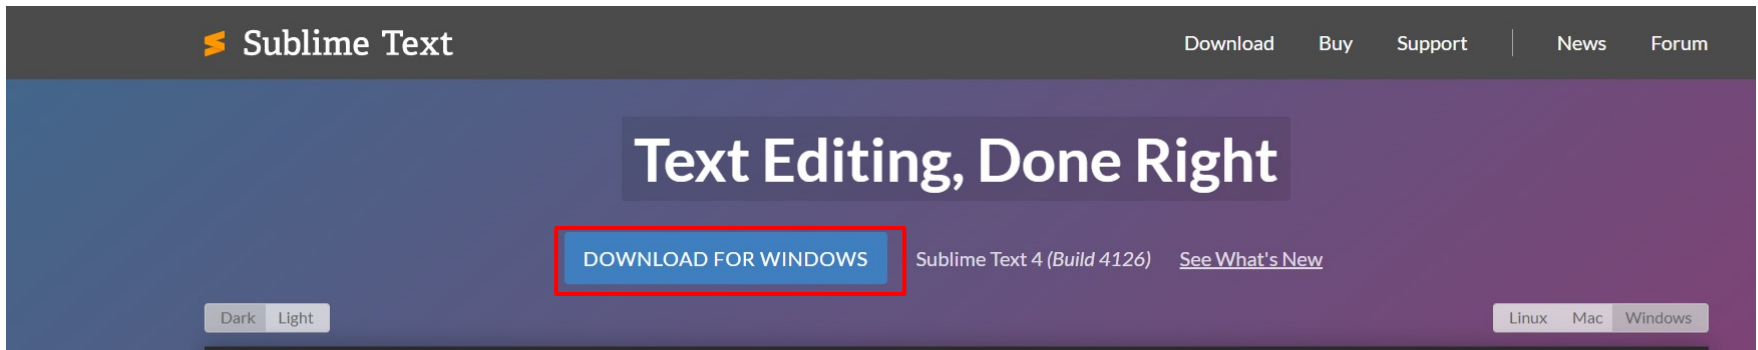 Sublime Text Download Buy Support News Forum
Text Editing, Done Right
DOWNLOAD FOR WINDOWS Sublime Text 4 (Build 4126) See What's New
Dark Light Linux Mac Windows